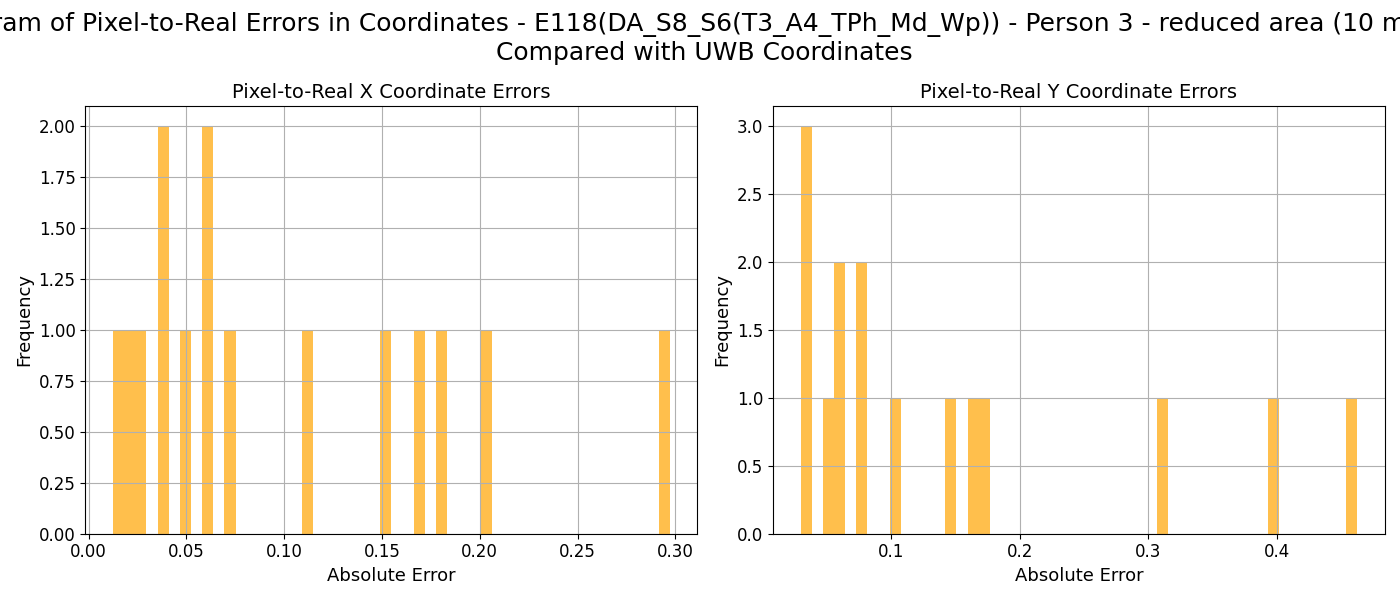 ram of Pixel-to-Real Errors in Coordinates - E118(DA_S8_S6(T3_A4_TPh_Md_Wp)) - Person 3 - reduced area (10 m
Compared with UWB Coordinates
Pixel-to-Real X Coordinate Errors
Frequency
2.00
1.75
1.50
1.25
1.00
0.75
0.50
0.25
0.00
0.00 0.05 0.10 0.15 0.20 0.25 0.30
Absolute Error
Pixel-to-Real Y Coordinate Errors
Frequency
3.0
2.5
2.0
1.5
1.0
0.5
0.0
0.1 0.2 0.3 0.4
Absolute Error